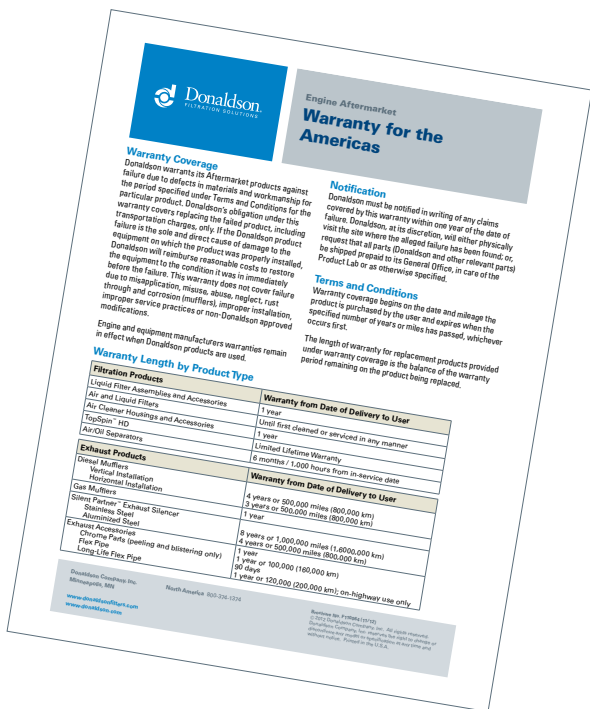 Donaldson.
FILTRATION SOLUTIONS
Engine Aftermarket
Warranty for the
Americas
Warranty Coverage
Donaldson warrants its Aftermarket products against
failure due to defects in materials and workmanship for
the period specified under Terms and Conditions for the
particular product. Donaldson's obligation under this
warranty covers replacing the failed product, including
transportation charges, only. If the Donaldson product
failure is the sole and direct cause of damage to the
equipment on which the product was properly installed,
Donaldson will reimburse reasonable costs to restore
the equipment to the condition it was in immediately
before the failure. This warranty does not cover failure
due to misapplication, misuse, abuse, neglect, rust
through and corrosion (mufflers), improper installation,
improper service practices or non-Donaldson approved
modifications.
Engine and equipment manufacturers warranties remain
in effect when Donaldson products are used.
Notification
Donaldson must be notified in writing of any claims
covered by this warranty within one year of the date of
failure. Donaldson, at its discretion, will either physically
visit the site where the alleged failure has been found; or,
request that all parts (Donaldson and other relevant parts)
be shipped prepaid to its General Office, in care of the
Product Lab or as otherwise specified.
Terms and Conditions
Warranty coverage begins on the date and mileage the
product is purchased by the user and expires when the
specified number of years or miles has passed, whichever
occurs first.
The length of warranty for replacement products provided
under warranty coverage is the balance of the warranty
period remaining on the product being replaced.
Warranty Length by Product Type
Filtration Products Warranty from Date of Delivery to User
Liquid Filter Assemblies and Accessories 1 year
Air and Liquid Filters Until first cleaned or serviced in any manner
Air Cleaner Housings and Accessories 1 year
TopSpin™ HD Limited Lifetime Warranty
Air/Oil Separators 6 months / 1,000 hours from in-service date
Exhaust Products Warranty from Date of Delivery to User
Diesel Mufflers
Vertical Installation 4 years or 500,000 miles (800,000 km)
Horizontal Installation 3 years or 500,000 miles (800,000 km)
Gas Mufflers 1 year
Silent Partner™ Exhaust Silencer
Stainless Steel 8 years or 1,000,000 miles (1,6000,000 km)
Aluminized Steel 4 years or 500,000 miles (800,000 km)
Exhaust Accessories 1 year
Chrome Parts (peeling and blistering only) 1 year or 100,000 (160,000 km)
Flex Pipe 90 days
Long-Life Flex Pipe 1 year or 120,000 (200,000 km); on-highway use only
Donaldson Company Inc.
Minneapolis, MN
North America 800-374-1374
www.donaldsonfilters.com
www.donaldson.com